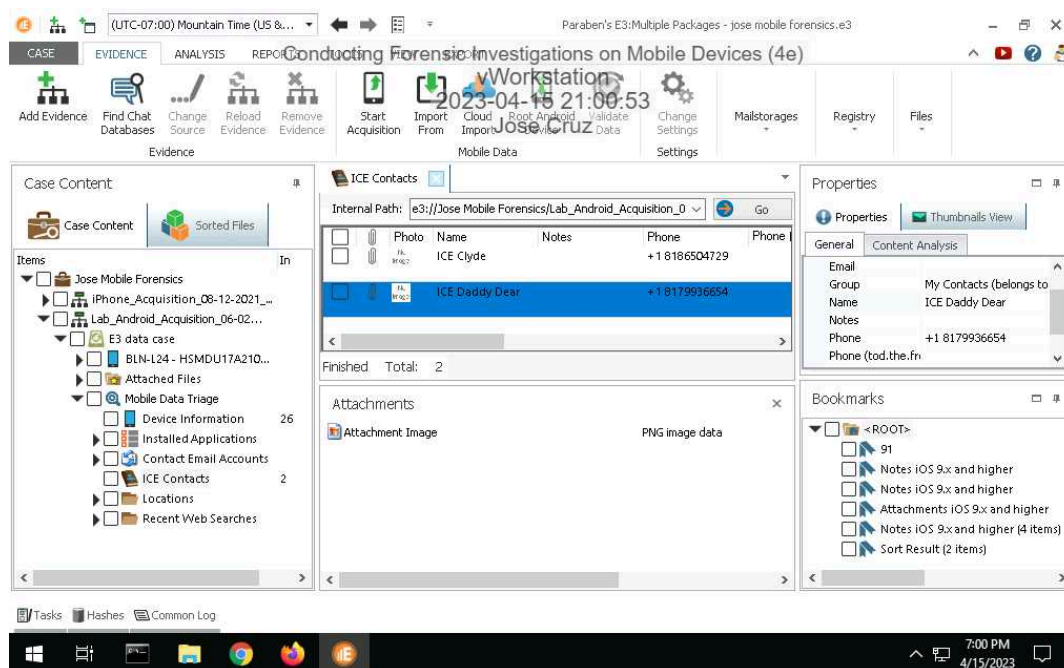 (UTC-07:00) Mountain Time (US &...
Paraben's E3:Multiple Packages - jose mobile forensics.e3
CASE EVIDENCE ANALYSIS
Conducting Forensic Investigations on Mobile Devices (4e)
vWorkstation
2023-04-15 21:00:53
Jose Cruz
Add Evidence
Find Chat Databases
Change Source
Reload Evidence
Remove Evidence
Start Acquisition
Import From
Cloud Import
Root Android
Validate Data
Change Settings
Mailstorages
Registry
Files
Evidence
Mobile Data
Settings
Case Content
Case Content Sorted Files
Items In
Jose Mobile Forensics
iPhone_Acquisition_08-12-2021_...
Lab_Android_Acquisition_06-02...
E3 data case
BLN-L24 - HSMDU17A210...
Attached Files
Mobile Data Triage
Device Information 26
Installed Applications
Contact Email Accounts
ICE Contacts 2
Locations
Recent Web Searches
ICE Contacts
Internal Path: e3://Jose Mobile Forensics/Lab_Android_Acquisition_0 Go
Photo Name Notes Phone Phone
ICE Clyde +1 8186504729
ICE Daddy Dear +1 8179936654
Finished Total: 2
Attachments
Attachment Image PNG image data
Properties
Properties Thumbnails View
General Content Analysis
Email
Group My Contacts (belongs to
Name ICE Daddy Dear
Notes
Phone +1 8179936654
Phone (tod.the.fr
Bookmarks
<ROOT>
91
Notes iOS 9.x and higher
Notes iOS 9.x and higher
Attachments iOS 9.x and higher
Notes iOS 9.x and higher (4 items)
Sort Result (2 items)
Tasks Hashes Common Log
7:00 PM
4/15/2023